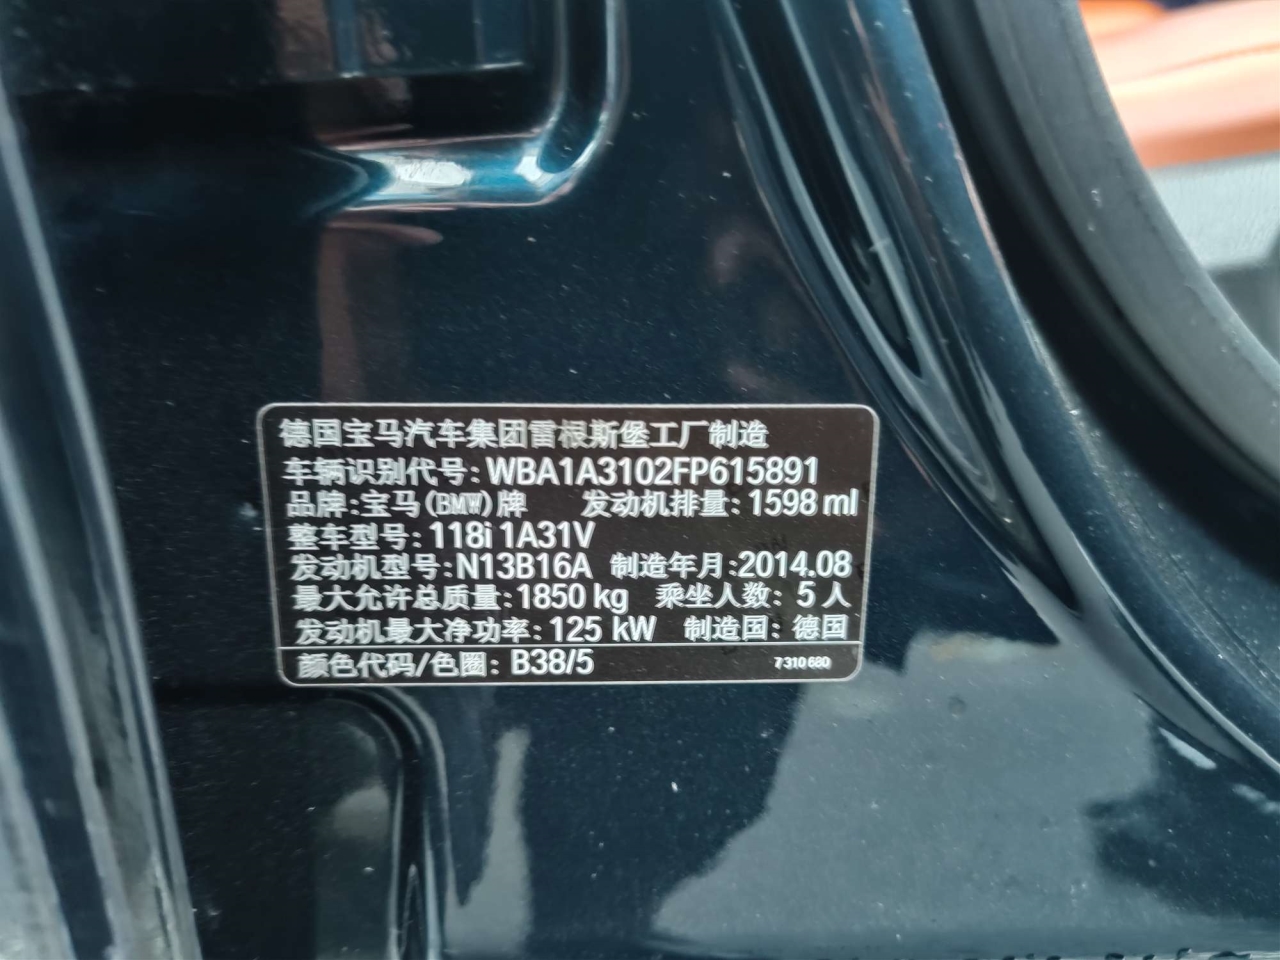 德国宝马汽车集团雷根斯堡工厂制造
车辆识别代号: WBA1A3102FP615891
品牌:宝马(BMW)牌 发动机排量: 1598 ml
整车型号: 118i 1A31V
发动机型号: N13B16A 制造年月:2014.08
最大允许总质量: 1850 kg 乘坐人数: 5 人
发动机最大净功率: 125 kW 制造国: 德国
颜色代码/色圈: B38/5 7 310 680